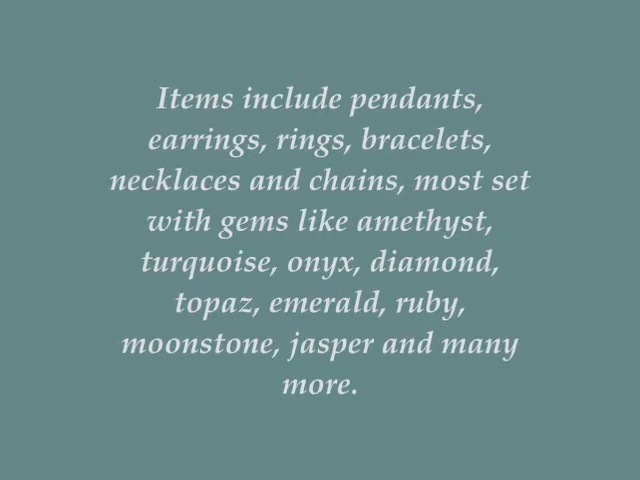 Items include pendants,
earrings, rings, bracelets,
necklaces and chains, most set
with gems like amethyst,
turquoise, onyx, diamond,
topaz, emerald, ruby,
moonstone, jasper and many
more.